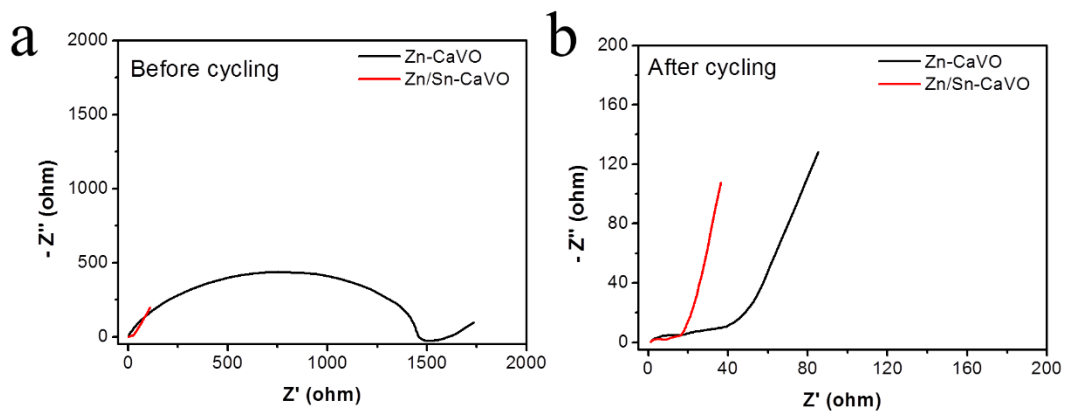 a
2000
1500
1000
500
0
- Z'' (ohm)
Before cycling
Zn-CaVO
Zn/Sn-CaVO
0 500 1000 1500 2000
Z' (ohm)
b
200
160
120
80
40
0
- Z'' (ohm)
After cycling
Zn-CaVO
Zn/Sn-CaVO
0 40 80 120 160 200
Z' (ohm)